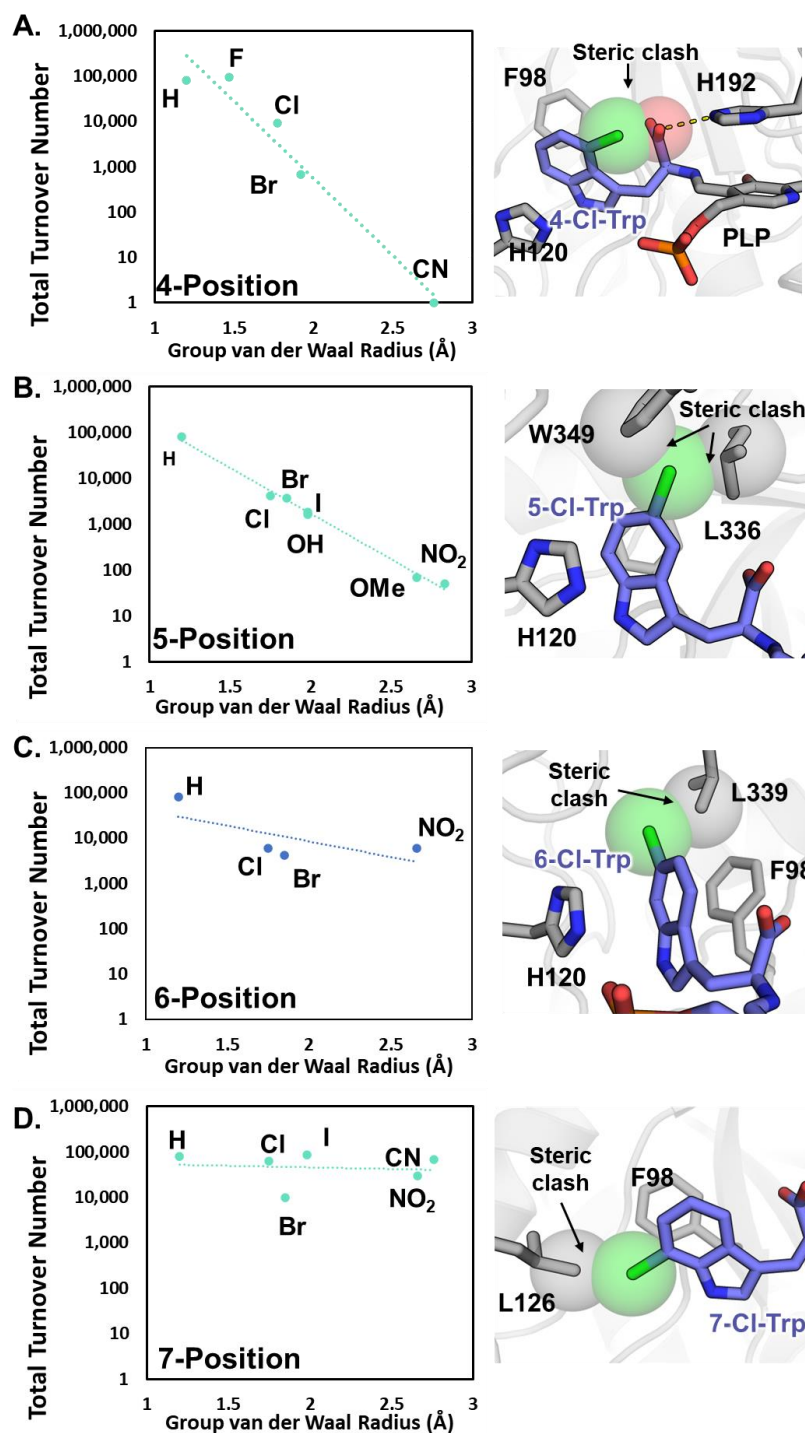 A.
Total Turnover Number
1,000,000
100,000
10,000
1,000
100
10
1
H
F
Cl
Br
CN
4-Position
1 1.5 2 2.5 3
Group van der Waal Radius (Å)
Steric clash
F98
H192
4-Cl-Trp
H120
PLP
B.
Total Turnover Number
1,000,000
100,000
10,000
1,000
100
10
1
H
Br
I
Cl
OH
NO2
OMe
5-Position
1 1.5 2 2.5 3
Group van der Waal Radius (Å)
Steric clash
W349
5-Cl-Trp
L336
H120
C.
Total Turnover Number
1,000,000
100,000
10,000
1,000
100
10
1
H
NO2
Cl
Br
6-Position
1 1.5 2 2.5 3
Group van der Waal Radius (Å)
Steric
clash
L339
6-Cl-Trp
F98
H120
D.
Total Turnover Number
1,000,000
100,000
10,000
1,000
100
10
1
H
Cl
I
CN
Br
NO2
7-Position
1 1.5 2 2.5 3
Group van der Waal Radius (Å)
Steric
clash
F98
L126
7-Cl-Trp